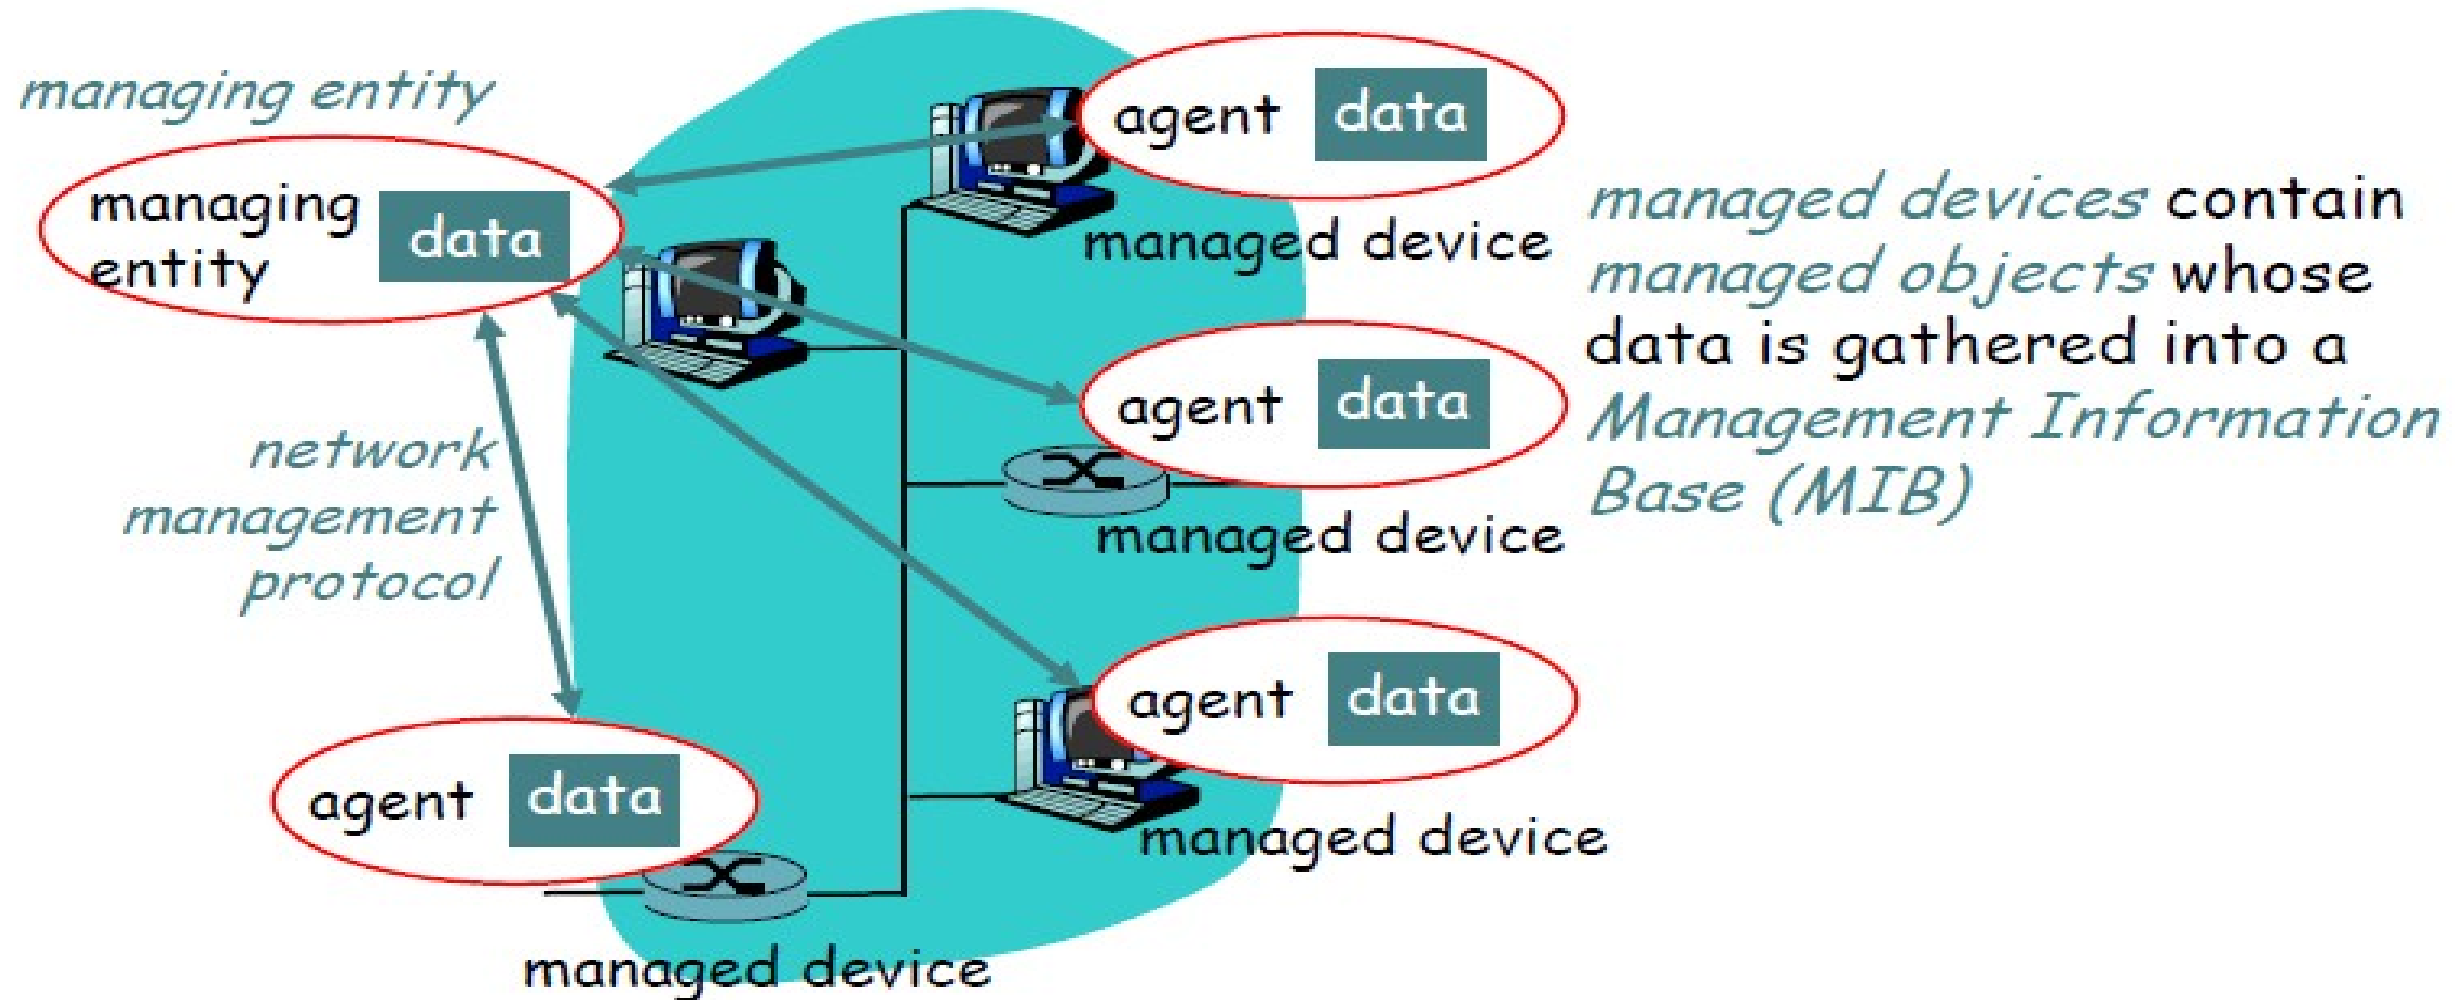 managing entity
managing
entity
data
agent data
managed device
managed devices contain
managed objects whose
data is gathered into a
Management Information
Base (MIB)
agent data
managed device
network
management
protocol
agent data
managed device
agent data
managed device